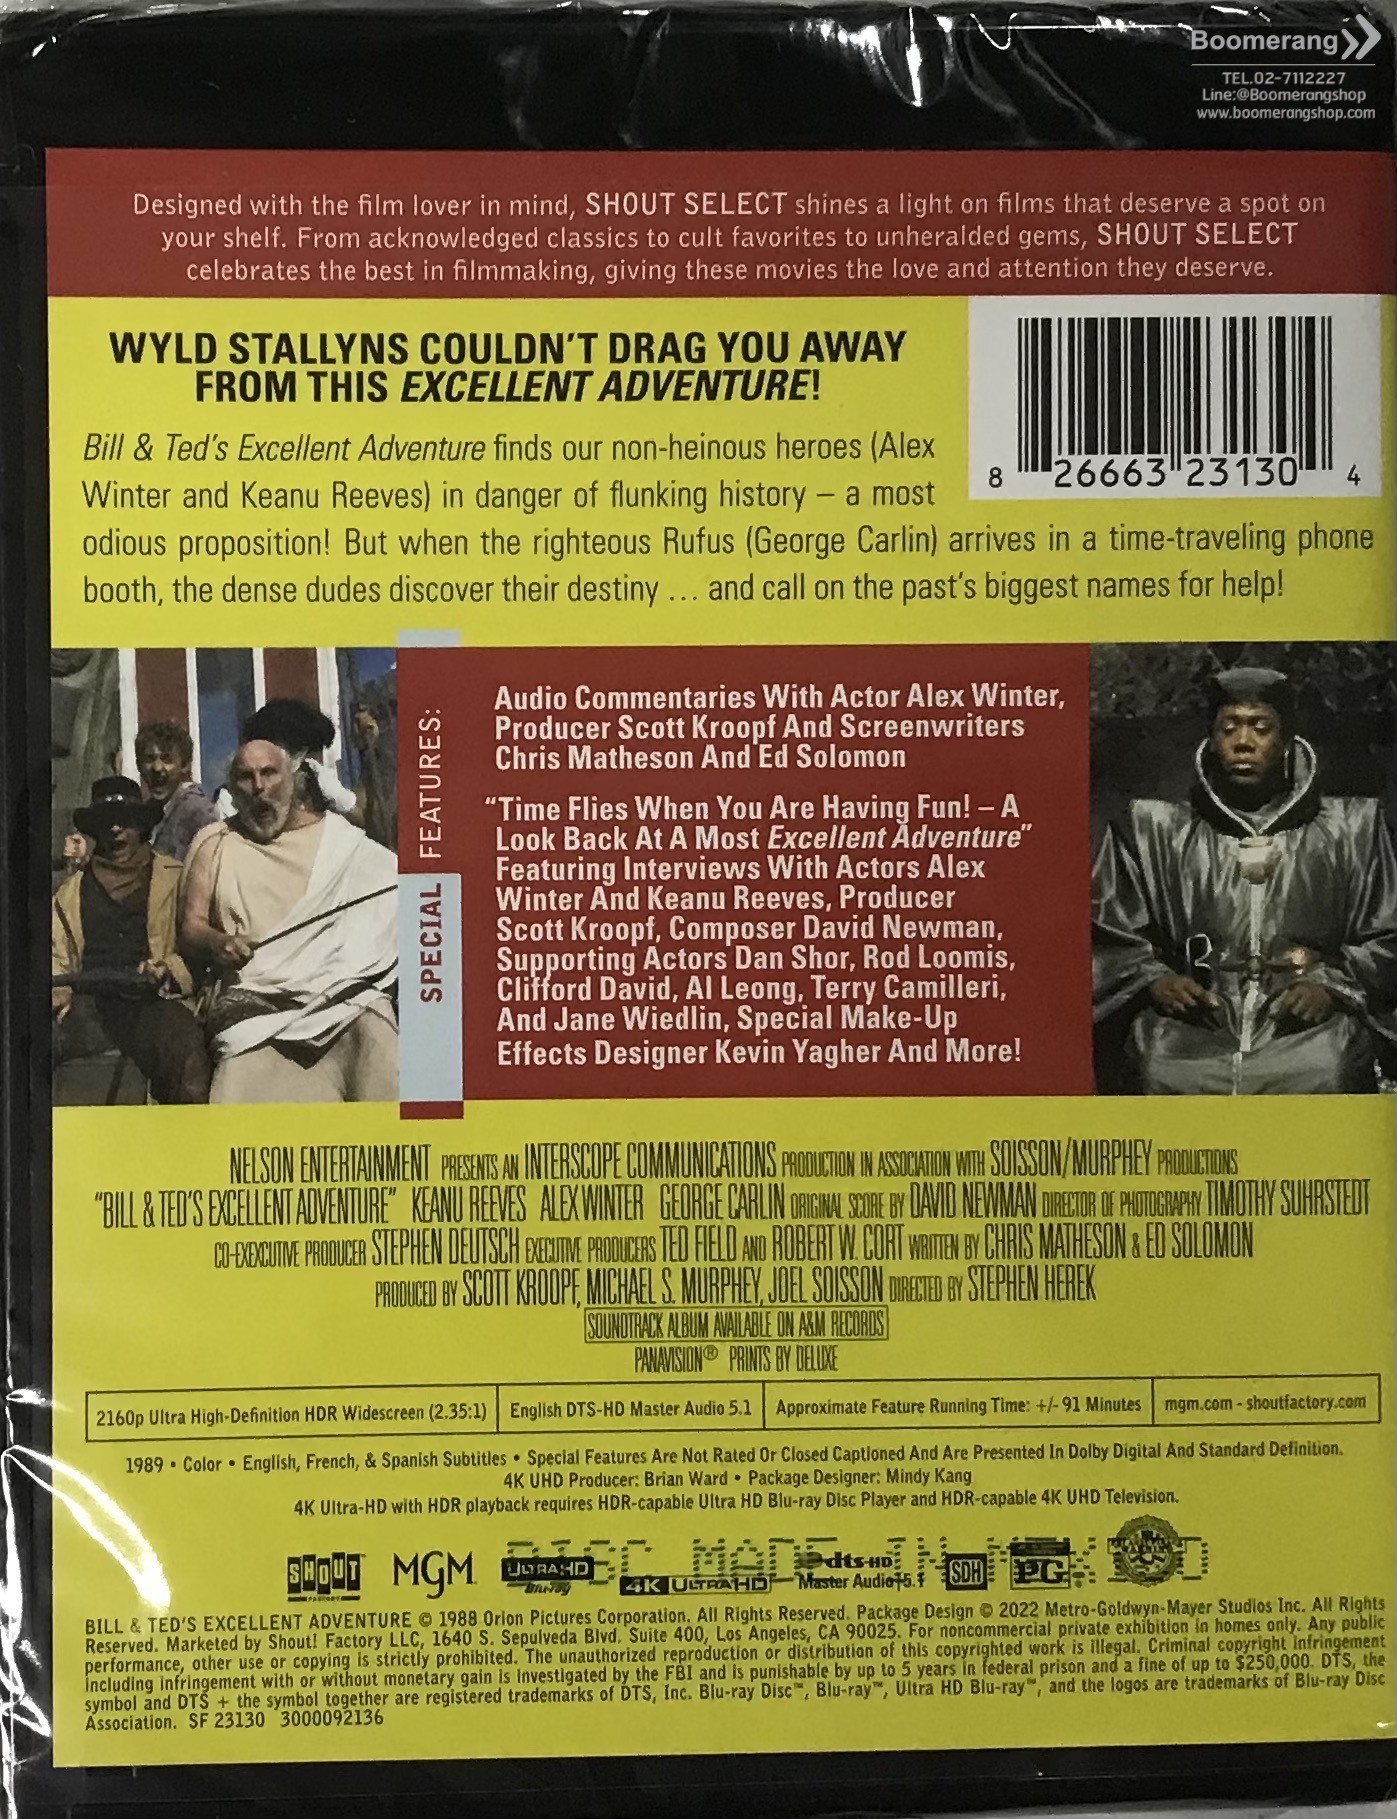 Boomerang
TEL.02-7112227
Line:@Boomerangshop
www.boomerangshop.com
Designed with the film lover in mind, SHOUT SELECT shines a light on films that deserve a spot on
your shelf. From acknowledged classics to cult favorites to unheralded gems, SHOUT SELECT
celebrates the best in filmmaking, giving these movies the love and attention they deserve.
WYLD STALLYNS COULDN'T DRAG YOU AWAY
FROM THIS EXCELLENT ADVENTURE!
8 26663 23130 4
Bill & Ted's Excellent Adventure finds our non-heinous heroes (Alex
Winter and Keanu Reeves) in danger of flunking history – a most
odious proposition! But when the righteous Rufus (George Carlin) arrives in a time-traveling phone
booth, the dense dudes discover their destiny ... and call on the past's biggest names for help!
SPECIAL FEATURES:
Audio Commentaries With Actor Alex Winter,
Producer Scott Kroopf And Screenwriters
Chris Matheson And Ed Solomon
"Time Flies When You Are Having Fun! – A
Look Back At A Most Excellent Adventure"
Featuring Interviews With Actors Alex
Winter And Keanu Reeves, Producer
Scott Kroopf, Composer David Newman,
Supporting Actors Dan Shor, Rod Loomis,
Clifford David, Al Leong, Terry Camilleri,
And Jane Wiedlin, Special Make-Up
Effects Designer Kevin Yagher And More!
NELSON ENTERTAINMENT PRESENTS AN INTERSCOPE COMMUNICATIONS PRODUCTION IN ASSOCIATION WITH SOISSON/MURPHEY PRODUCTIONS
"BILL & TED'S EXCELLENT ADVENTURE" KEANU REEVES ALEX WINTER GEORGE CARLIN ORIGINAL SCORE BY DAVID NEWMAN DIRECTOR OF PHOTOGRAPHY TIMOTHY SUHRSTEDT
CO-EXEXCUTIVE PRODUCER STEPHEN DEUTSCH EXECUTIVE PRODUCERS TED FIELD AND ROBERT W. CORT WRITTEN BY CHRIS MATHESON & ED SOLOMON
PRODUCED BY SCOTT KROOPF, MICHAEL S. MURPHEY, JOEL SOISSON DIRECTED BY STEPHEN HEREK
SOUNDTRACK ALBUM AVAILABLE ON A&M RECORDS
PANAVISION® PRINTS BY DELUXE
2160p Ultra High-Definition HDR Widescreen (2.35:1) English DTS-HD Master Audio 5.1 Approximate Feature Running Time: +/- 91 Minutes mgm.com - shoutfactory.com
1989 • Color • English, French, & Spanish Subtitles • Special Features Are Not Rated Or Closed Captioned And Are Presented In Dolby Digital And Standard Definition.
4K UHD Producer: Brian Ward • Package Designer: Mindy Kang
4K Ultra-HD with HDR playback requires HDR-capable Ultra HD Blu-ray Disc Player and HDR-capable 4K UHD Television.
DISC MADE IN MEXICO
SHOUT FACTORY MGM ULTRA HD Blu-ray 4K ULTRA HD dts-HD Master Audio 5.1 SDH PG
BILL & TED'S EXCELLENT ADVENTURE © 1988 Orion Pictures Corporation. All Rights Reserved. Package Design © 2022 Metro-Goldwyn-Mayer Studios Inc. All Rights
Reserved. Marketed by Shout! Factory LLC, 1640 S. Sepulveda Blvd. Suite 400, Los Angeles, CA 90025. For noncommercial private exhibition in homes only. Any public
performance, other use or copying is strictly prohibited. The unauthorized reproduction or distribution of this copyrighted work is illegal. Criminal copyright infringement
including infringement with or without monetary gain is investigated by the FBI and is punishable by up to 5 years in federal prison and a fine of up to $250,000. DTS, the
symbol and DTS + the symbol together are registered trademarks of DTS, Inc. Blu-ray Disc™, Blu-ray™, Ultra HD Blu-ray™, and the logos are trademarks of Blu-ray Disc
Association. SF 23130 3000092136